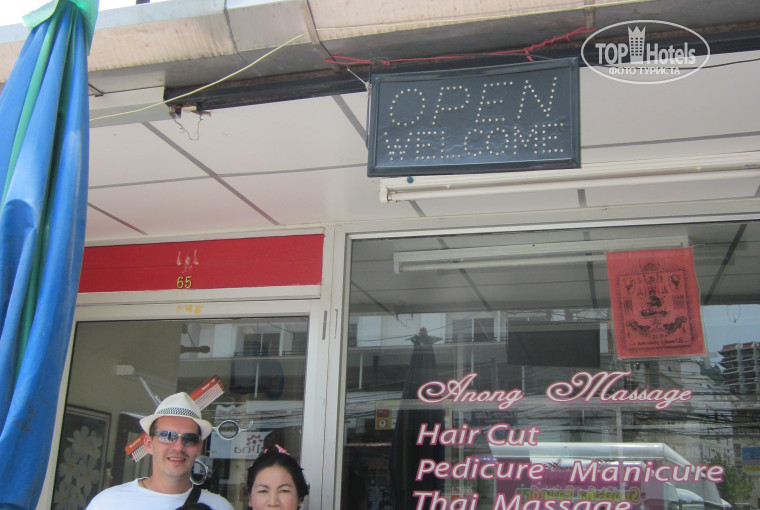 TOP Hotels
ФОТО ТУРИСТА
OPEN
WELCOME
65
Anong Massage
Hair Cut
Pedicure Manicure
Thai Massage